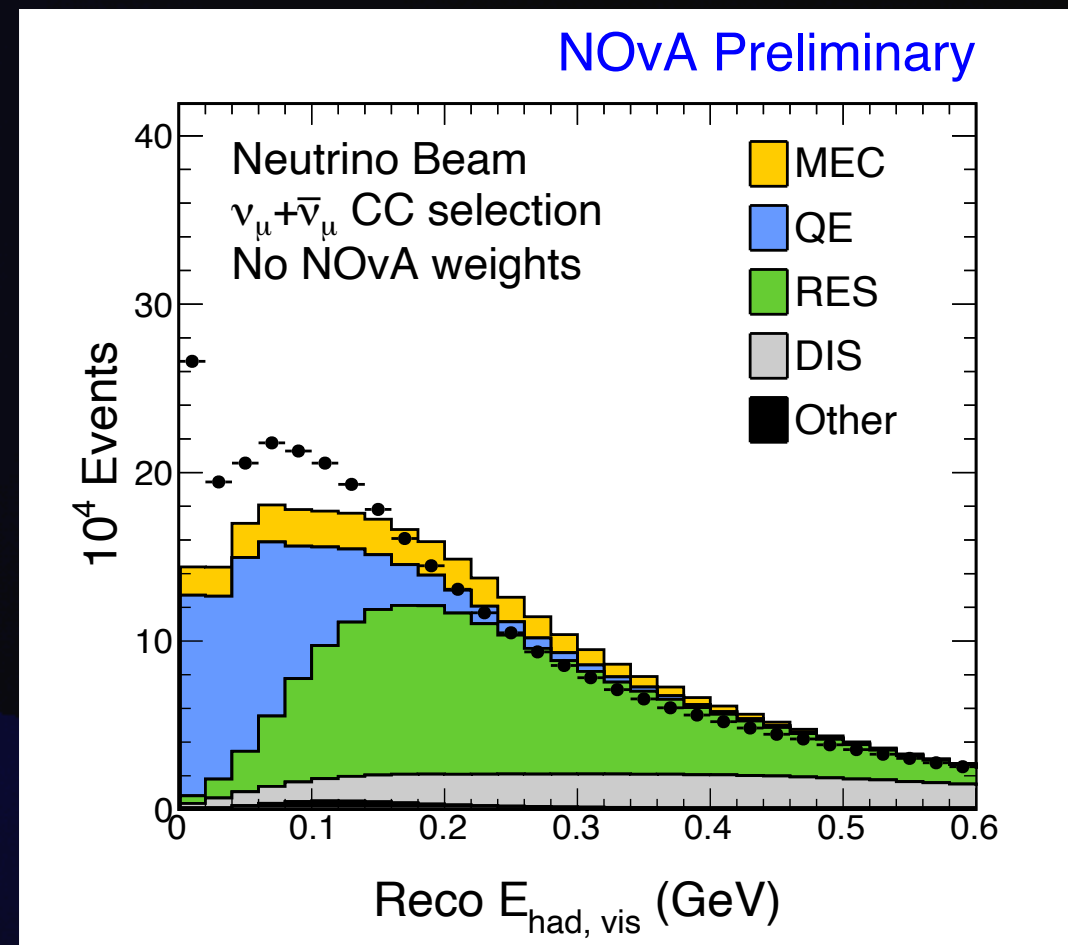 NOvA Preliminary
40
30
20
10
0
10⁴ Events
Neutrino Beam
νμ+ν̅μ CC selection
No NOvA weights
MEC
QE
RES
DIS
Other
0 0.1 0.2 0.3 0.4 0.5 0.6
Reco E_had, vis (GeV)